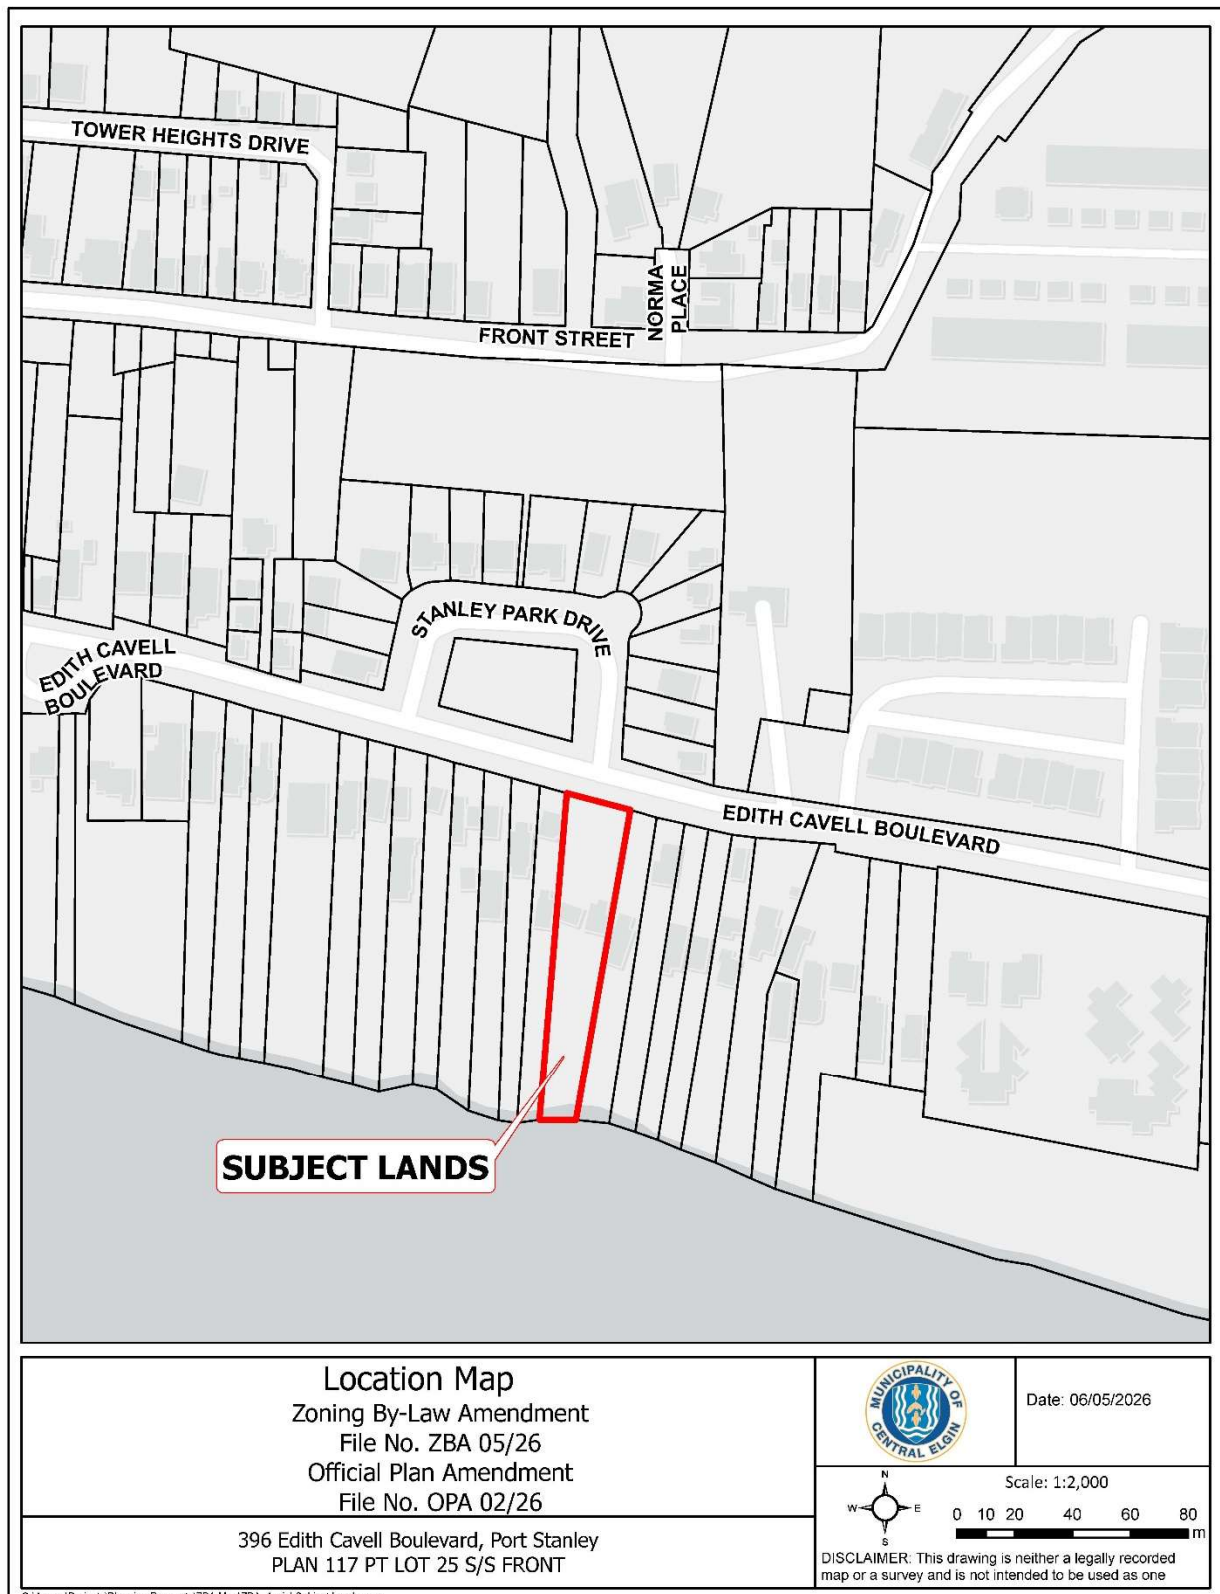 TOWER HEIGHTS DRIVE
NORMA
PLACE
FRONT STREET
STANLEY PARK DRIVE
EDITH CAVELL
BOULEVARD
EDITH CAVELL BOULEVARD
SUBJECT LANDS
Location Map
Zoning By-Law Amendment
File No. ZBA 05/26
Official Plan Amendment
File No. OPA 02/26
396 Edith Cavell Boulevard, Port Stanley
PLAN 117 PT LOT 25 S/S FRONT
MUNICIPALITY OF
CENTRAL ELGIN
Date: 06/05/2026
N
W E
S
Scale: 1:2,000
0 10 20 40 60 80
m
DISCLAIMER: This drawing is neither a legally recorded
map or a survey and is not intended to be used as one